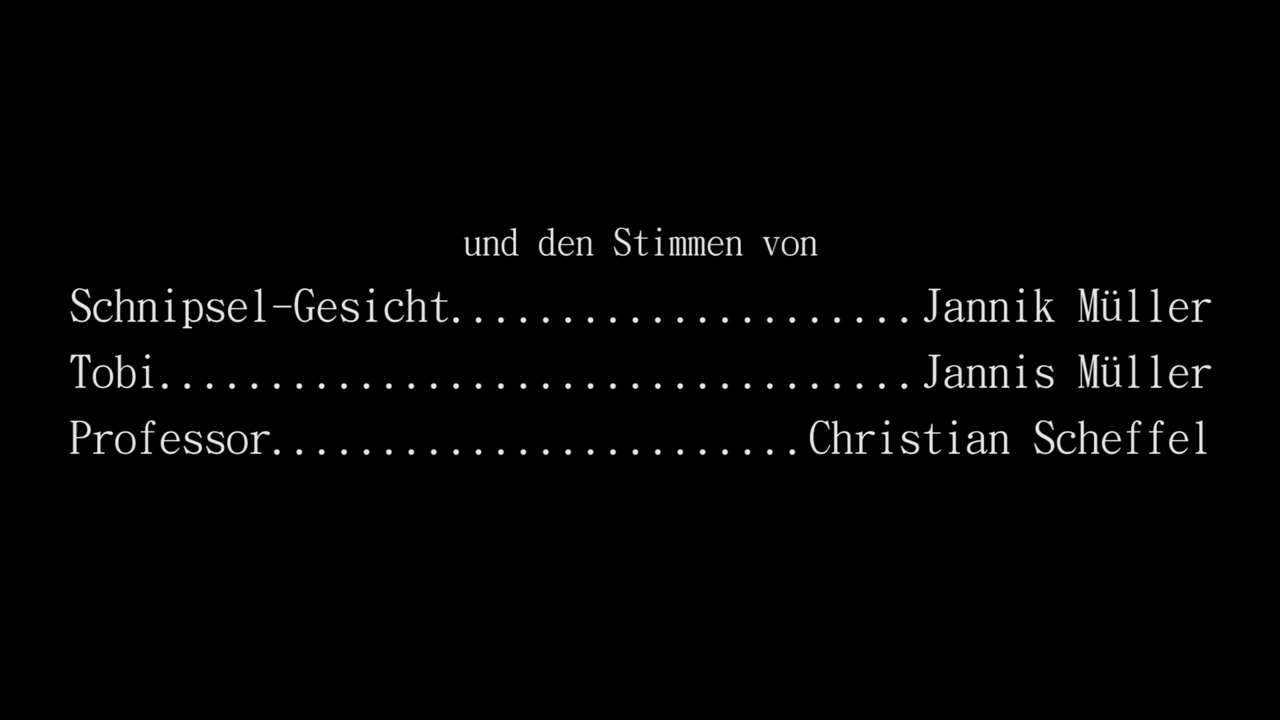 und den Stimmen von
Schnipsel-Gesicht.....................Jannik Müller
Tobi..................................Jannis Müller
Professor........................Christian Scheffel